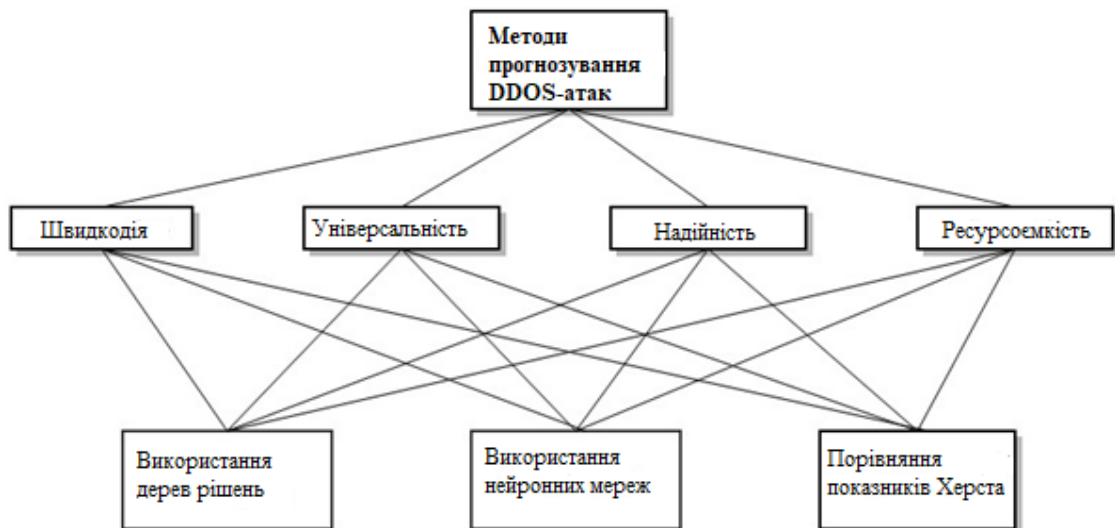 Методи
прогнозування
DDOS-атак
Швидкодія
Універсальність
Надійність
Ресурсоємкість
Використання
дерев рішень
Використання
нейронних мереж
Порівняння
показників Херста